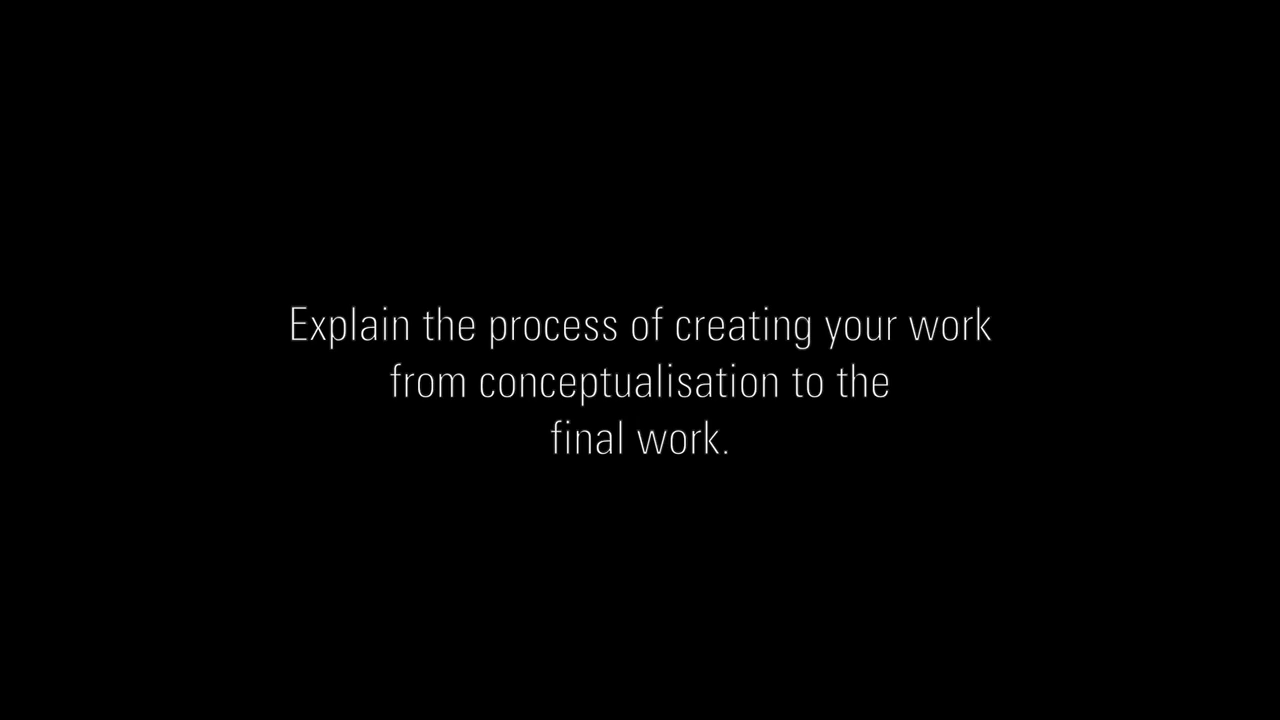 Explain the process of creating your work
from conceptualisation to the
final work.